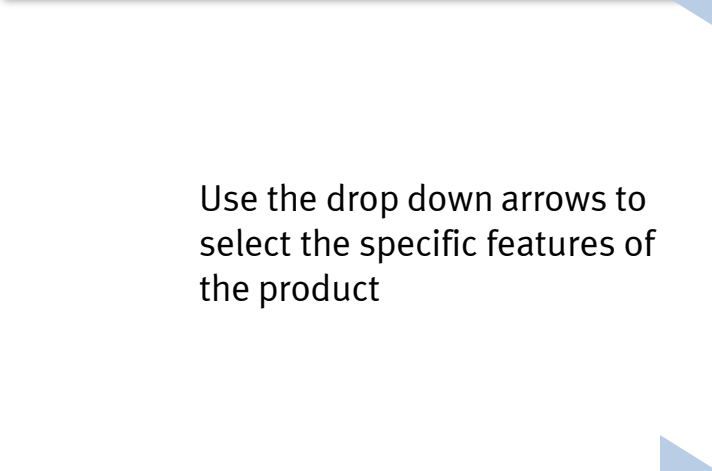 Use the drop down arrows to
select the specific features of
the product